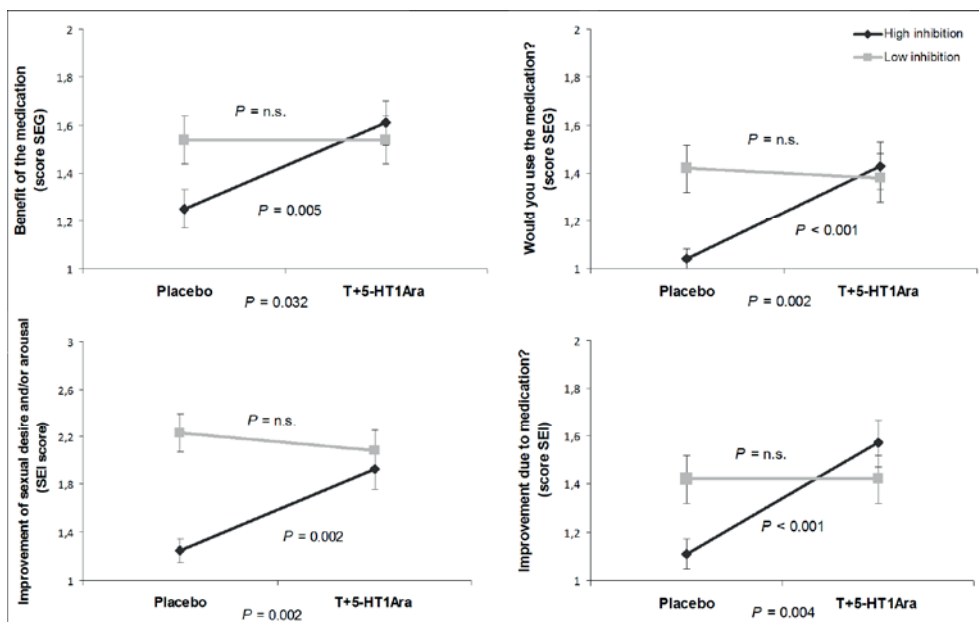 Benefit of the medication
(score SEG)
2
1,8
1,6
1,4
1,2
1
P = n.s.
P = 0.005
Placebo
T+5-HT1Ara
P = 0.032
Would you use the medication?
(score SEG)
2
1,8
1,6
1,4
1,2
1
High inhibition
Low inhibition
P = n.s.
P < 0.001
Placebo
T+5-HT1Ara
P = 0.002
Improvement of sexual desire and/or arousal
(SEI score)
3
2,6
2,2
1,8
1,4
1
P = n.s.
P = 0.002
Placebo
T+5-HT1Ara
P = 0.002
Improvement due to medication?
(score SEI)
2
1,8
1,6
1,4
1,2
1
P = n.s.
P < 0.001
Placebo
T+5-HT1Ara
P = 0.004